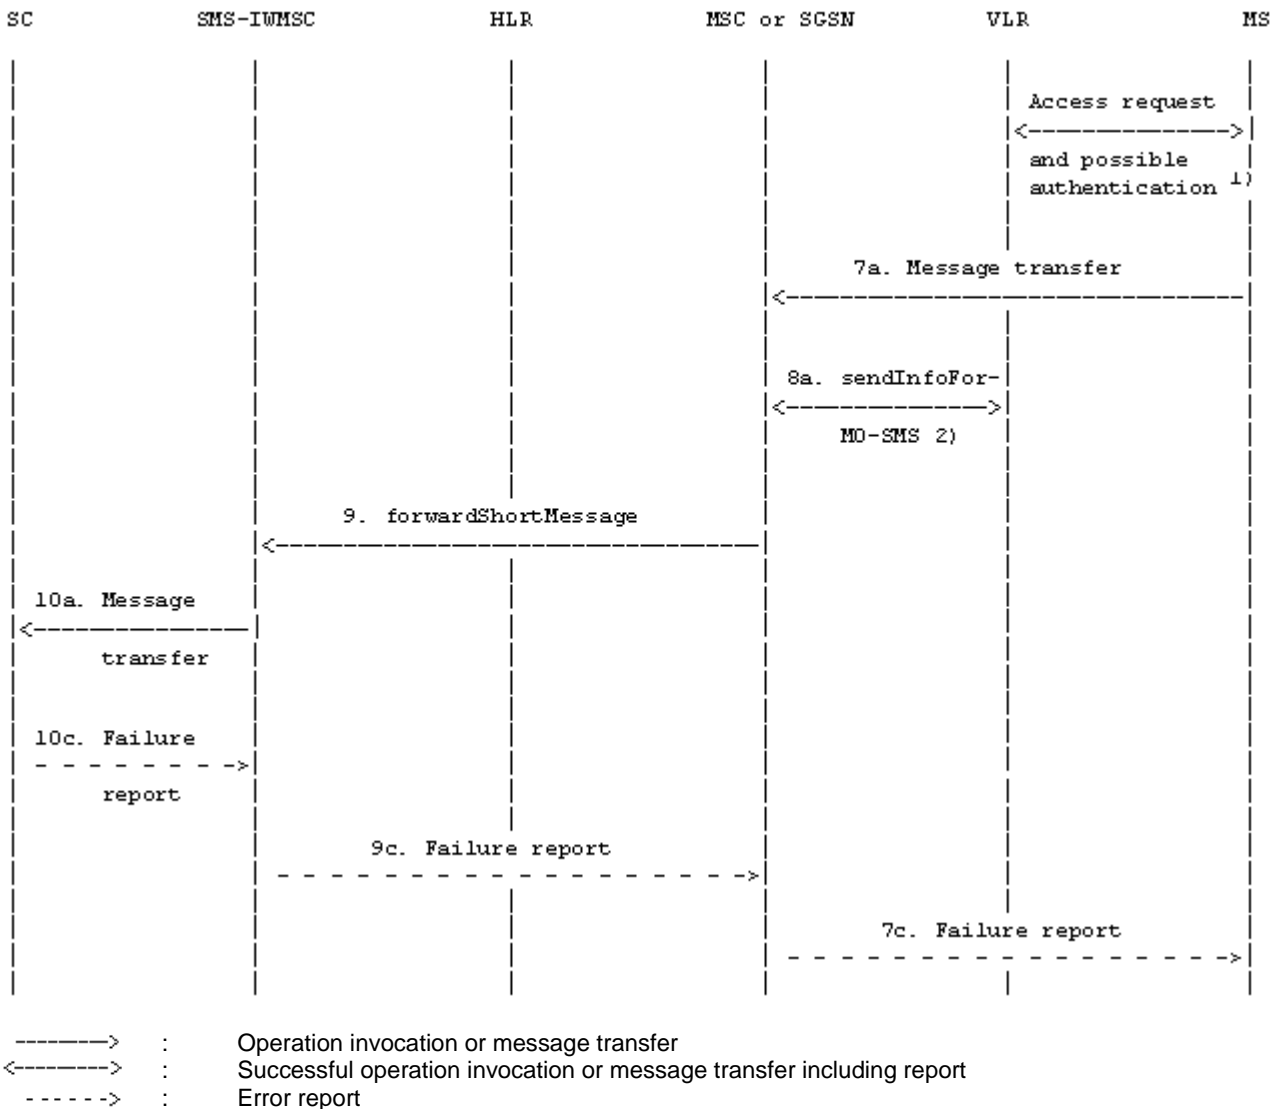 SC SMS-IWMSC HLR MSC or SGSN VLR MS
Access request
and possible
authentication 1)
7a. Message transfer
8a. sendInfoFor-
MO-SMS 2)
9. forwardShortMessage
10a. Message
transfer
10c. Failure
report
9c. Failure report
7c. Failure report
: Operation invocation or message transfer
: Successful operation invocation or message transfer including report
: Error report